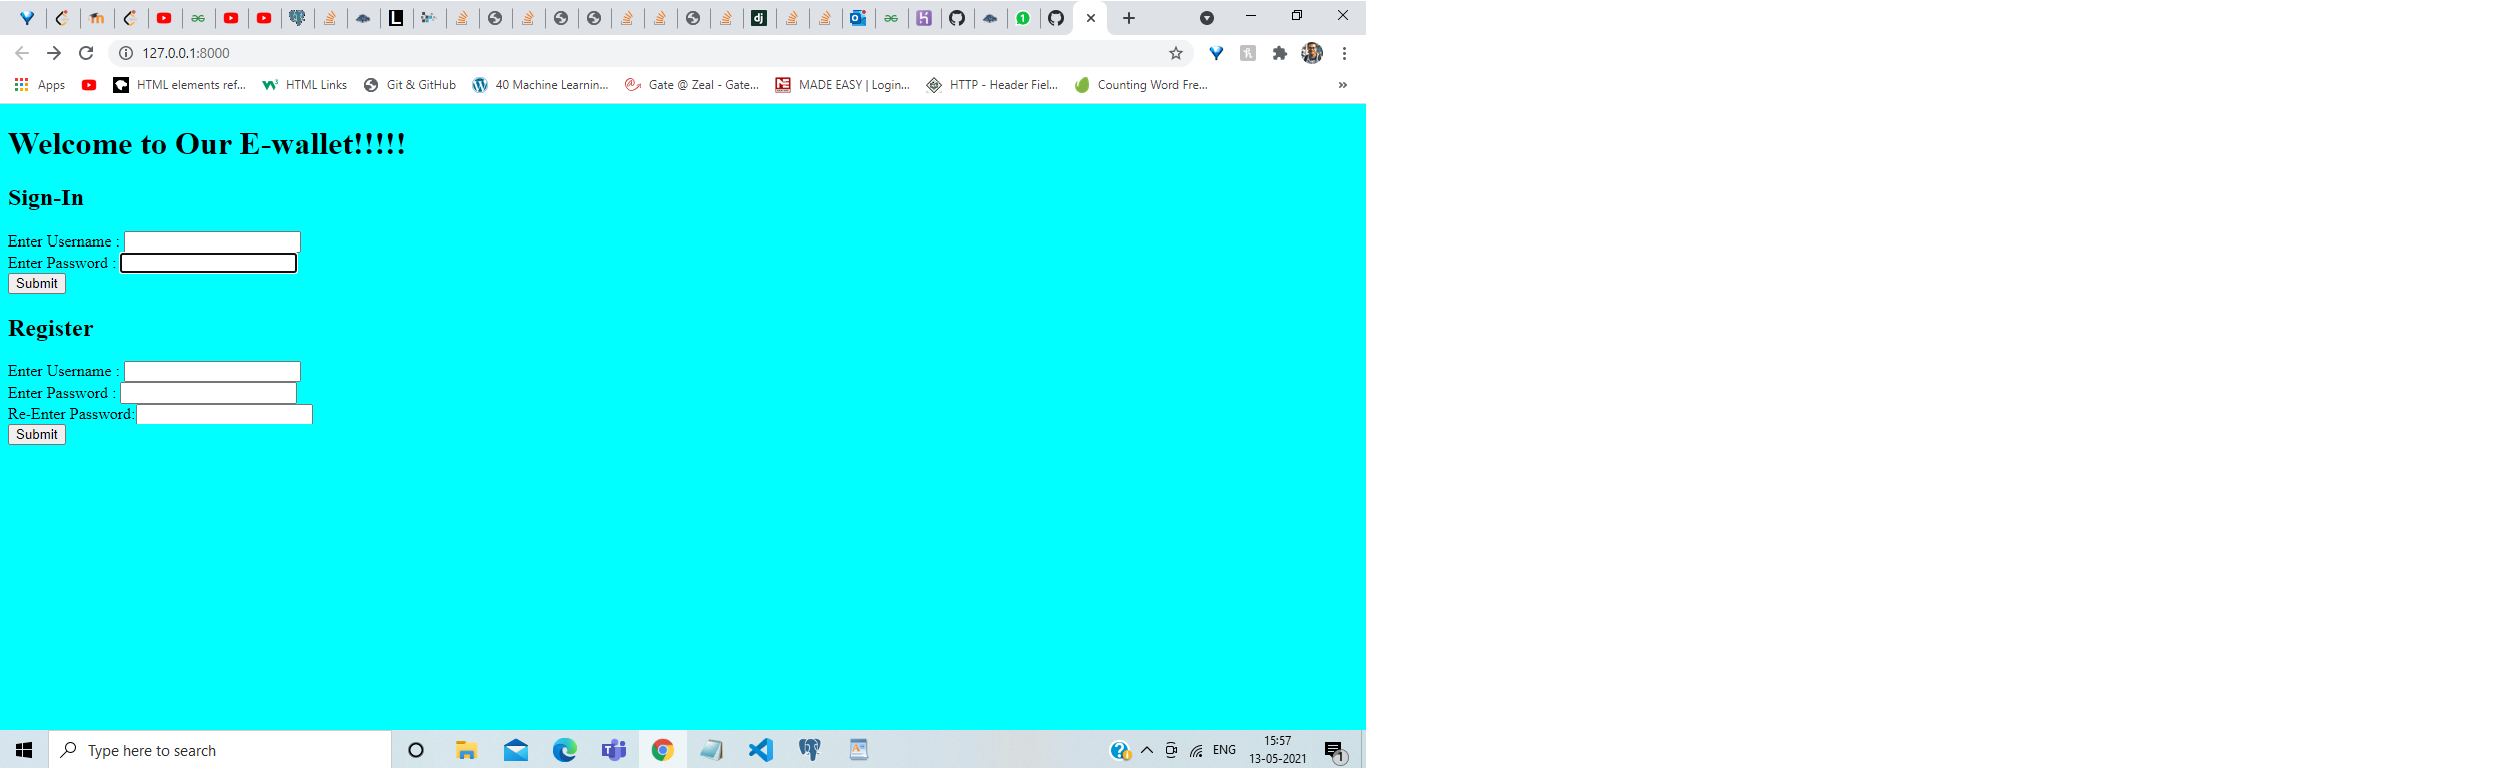 127.0.0.1:8000
Apps HTML elements ref... HTML Links Git & GitHub 40 Machine Learnin... Gate @ Zeal - Gate... MADE EASY | Login... HTTP - Header Fiel... Counting Word Fre... »
Welcome to Our E-wallet!!!!!
Sign-In
Enter Username :
Enter Password :
Submit
Register
Enter Username :
Enter Password :
Re-Enter Password:
Submit
Type here to search
ENG
15:57
13-05-2021
1